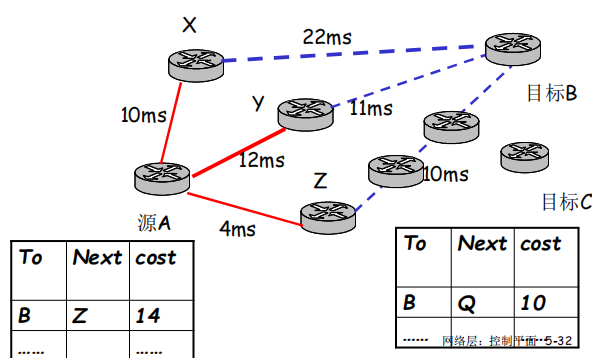 X
22ms
目标B
10ms
Y
11ms
12ms
Z
10ms
源A
4ms
目标C
To Next cost
B Z 14
...... ......
To Next cost
B Q 10
...... ......
网络层：控制平面 5-32